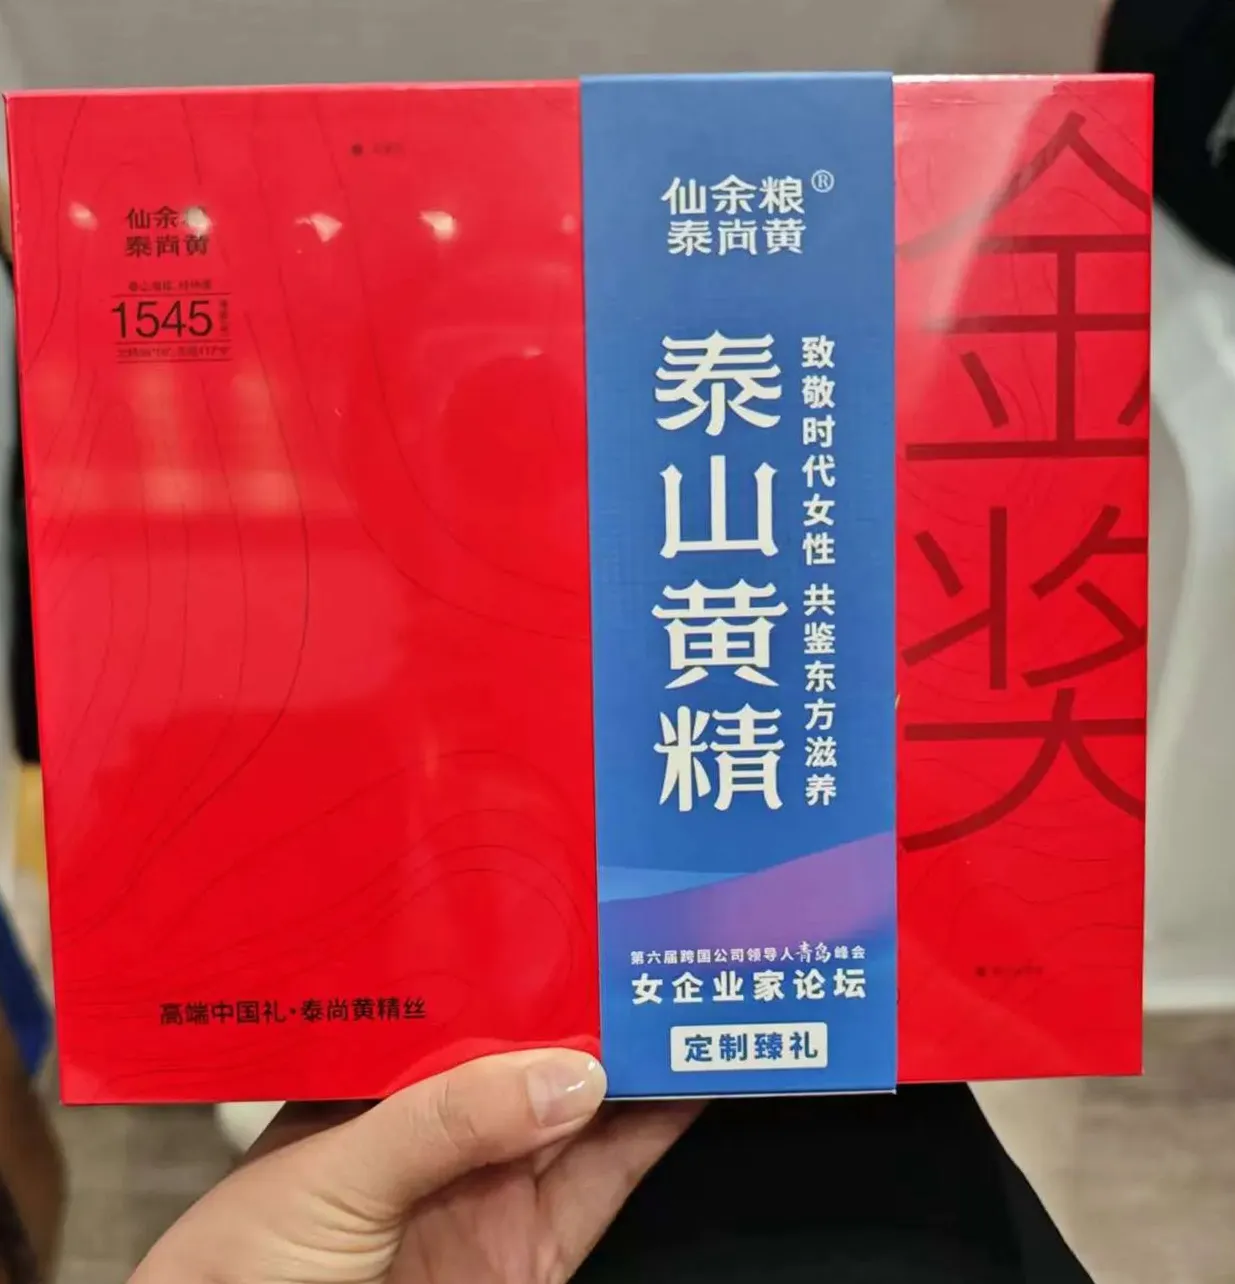 仙余
泰尚黄
1545
高端中国礼·泰尚黄精丝
仙余粮®
泰尚黄
泰山黄精
致敬时代女性 共鉴东方滋养
第六届跨国公司领导人青岛峰会
女企业家论坛
定制臻礼
金奖